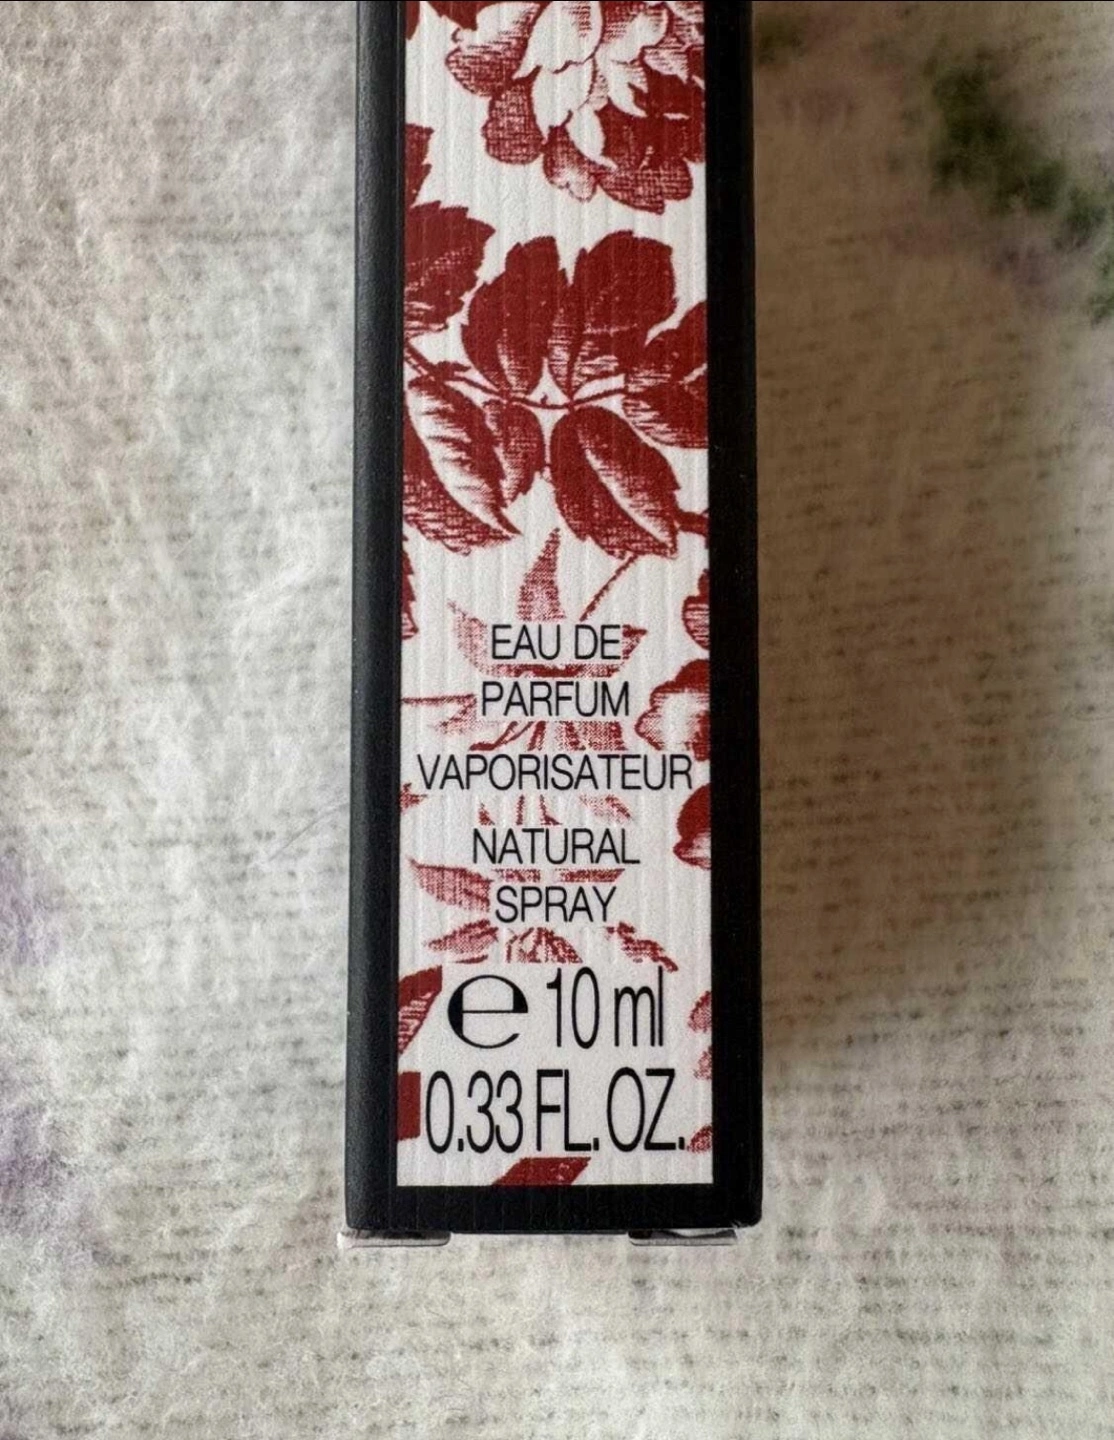 EAU DE
PARFUM
VAPORISATEUR
NATURAL
SPRAY
℮ 10 ml
0.33 FL. OZ.